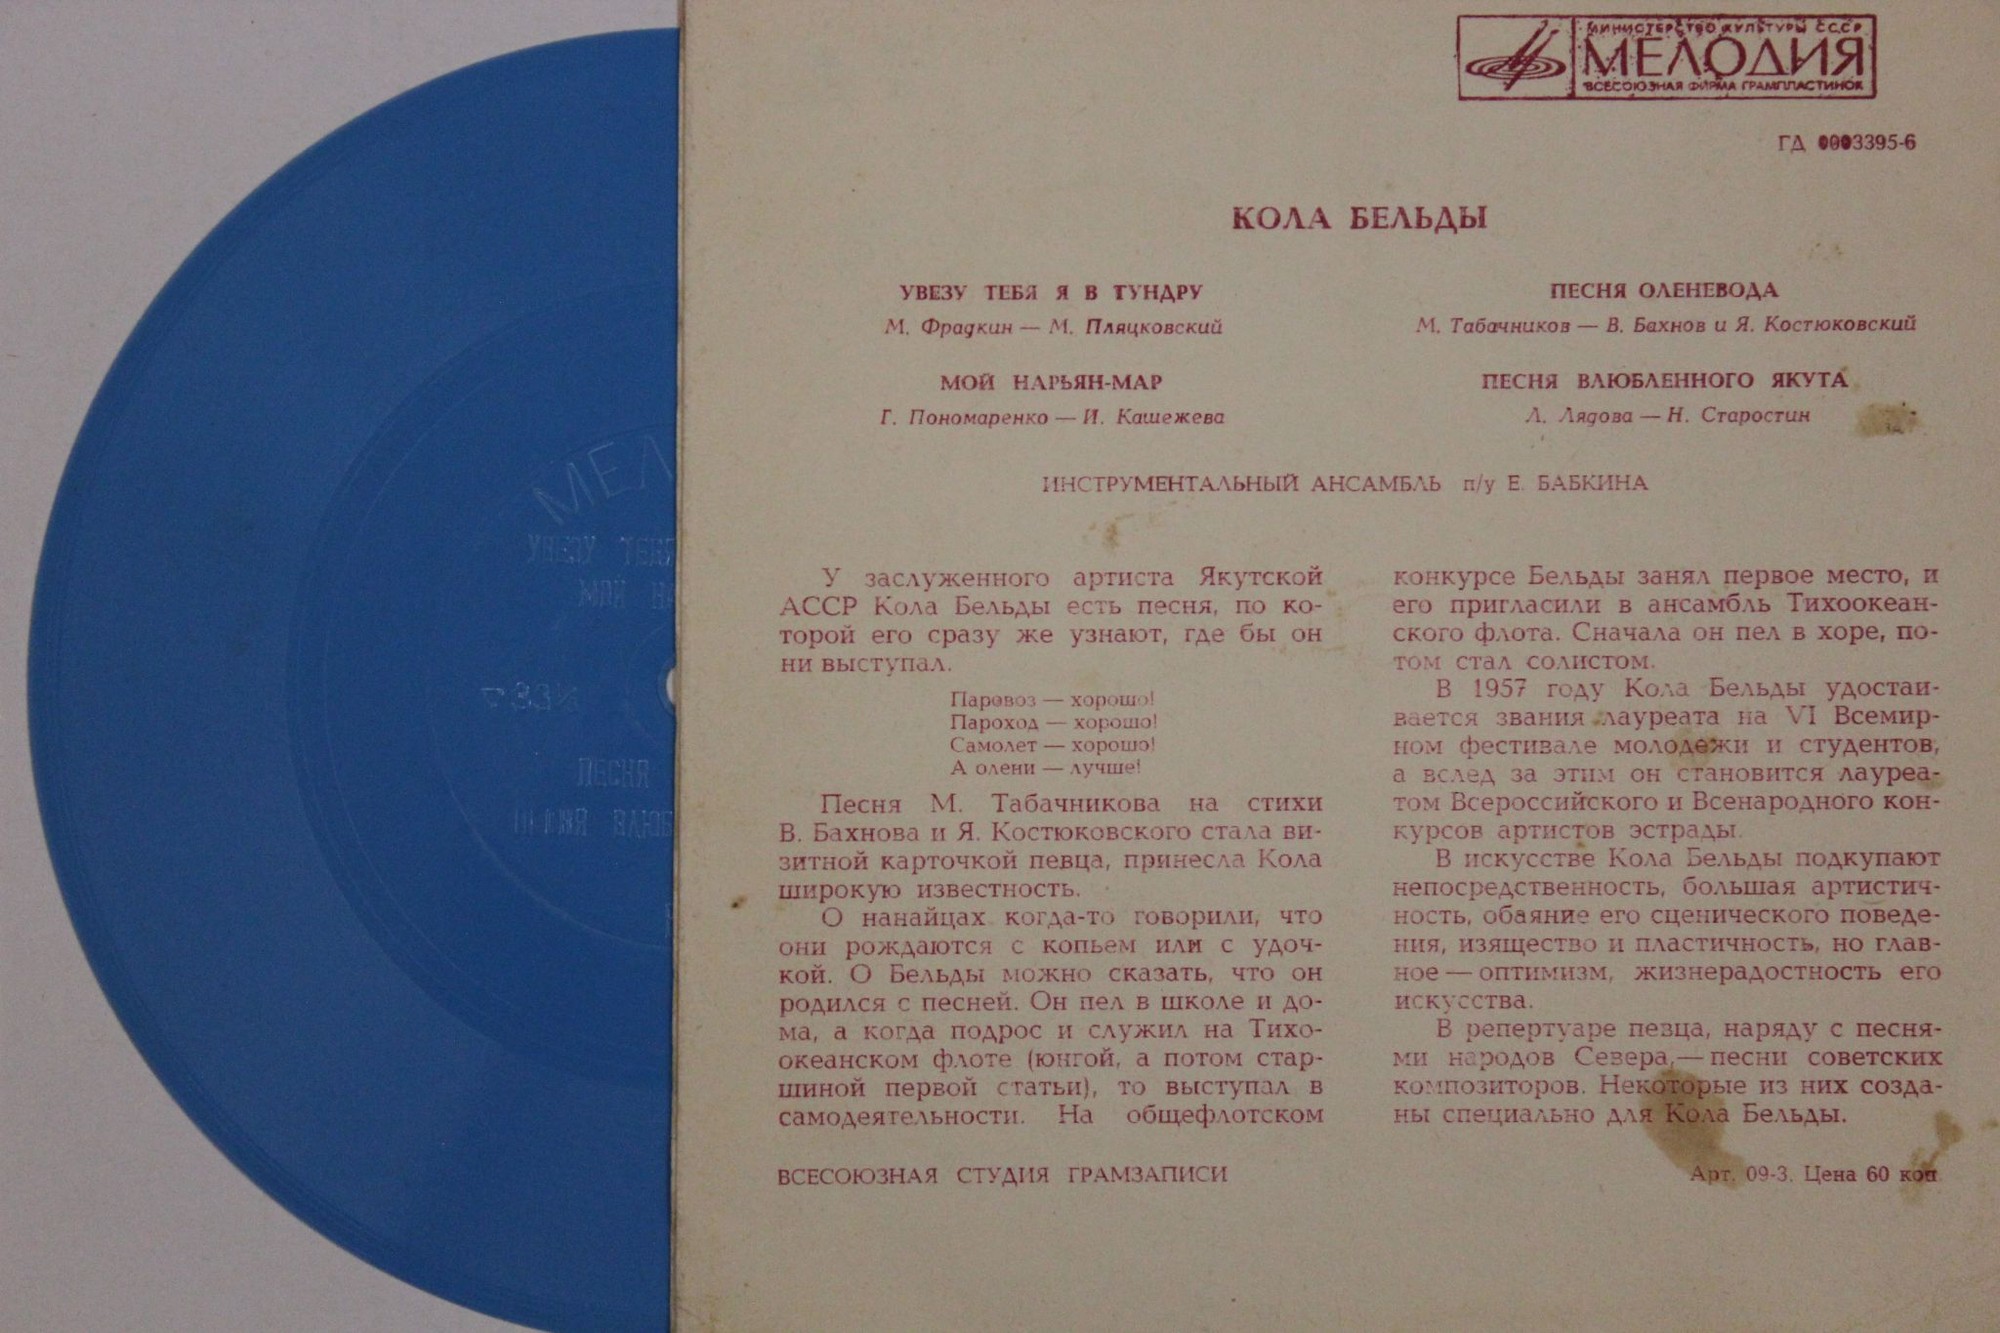 МЕЛ
УВЕЗУ ТЕБЯ
МОЙ НА
33⅓
ПЕСНЯ
МИНИСТЕРСТВО КУЛЬТУРЫ СССР
МЕЛОДИЯ
ВСЕСОЮЗНАЯ ФИРМА ГРАМПЛАСТИНОК
ГД 0003395-6
КОЛА БЕЛЬДЫ
УВЕЗУ ТЕБЯ Я В ТУНДРУ
М. Фрадкин — М. Пляцковский
МОЙ НАРЬЯН-МАР
Г. Пономаренко — И. Кашежева
ПЕСНЯ ОЛЕНЕВОДА
М. Табачников — В. Бахнов и Я. Костюковский
ПЕСНЯ ВЛЮБЛЕННОГО ЯКУТА
Л. Лядова — Н. Старостин
ИНСТРУМЕНТАЛЬНЫЙ АНСАМБЛЬ п/у Е. БАБКИНА
У заслуженного артиста Якутской
АССР Кола Бельды есть песня, по ко-
торой его сразу же узнают, где бы он
ни выступал.
Паровоз — хорошо!
Пароход — хорошо!
Самолет — хорошо!
А олени — лучше!
Песня М. Табачникова на стихи
В. Бахнова и Я. Костюковского стала ви-
зитной карточкой певца, принесла Кола
широкую известность.
О нанайцах когда-то говорили, что
они рождаются с копьем или с удоч-
кой. О Бельды можно сказать, что он
родился с песней. Он пел в школе и до-
ма, а когда подрос и служил на Тихо-
океанском флоте (юнгой, а потом стар-
шиной первой статьи), то выступал в
самодеятельности. На общефлотском
конкурсе Бельды занял первое место, и
его пригласили в ансамбль Тихоокеан-
ского флота. Сначала он пел в хоре, по-
том стал солистом.
В 1957 году Кола Бельды удостаи-
вается звания лауреата на VI Всемир-
ном фестивале молодежи и студентов,
а вслед за этим он становится лауреа-
том Всероссийского и Всенародного кон-
курсов артистов эстрады.
В искусстве Кола Бельды подкупают
непосредственность, большая артистич-
ность, обаяние его сценического поведе-
ния, изящество и пластичность, но глав-
ное — оптимизм, жизнерадостность его
искусства.
В репертуаре певца, наряду с песня-
ми народов Севера,— песни советских
композиторов. Некоторые из них созда-
ны специально для Кола Бельды.
ВСЕСОЮЗНАЯ СТУДИЯ ГРАМЗАПИСИ
Арт. 09-3. Цена 60 коп